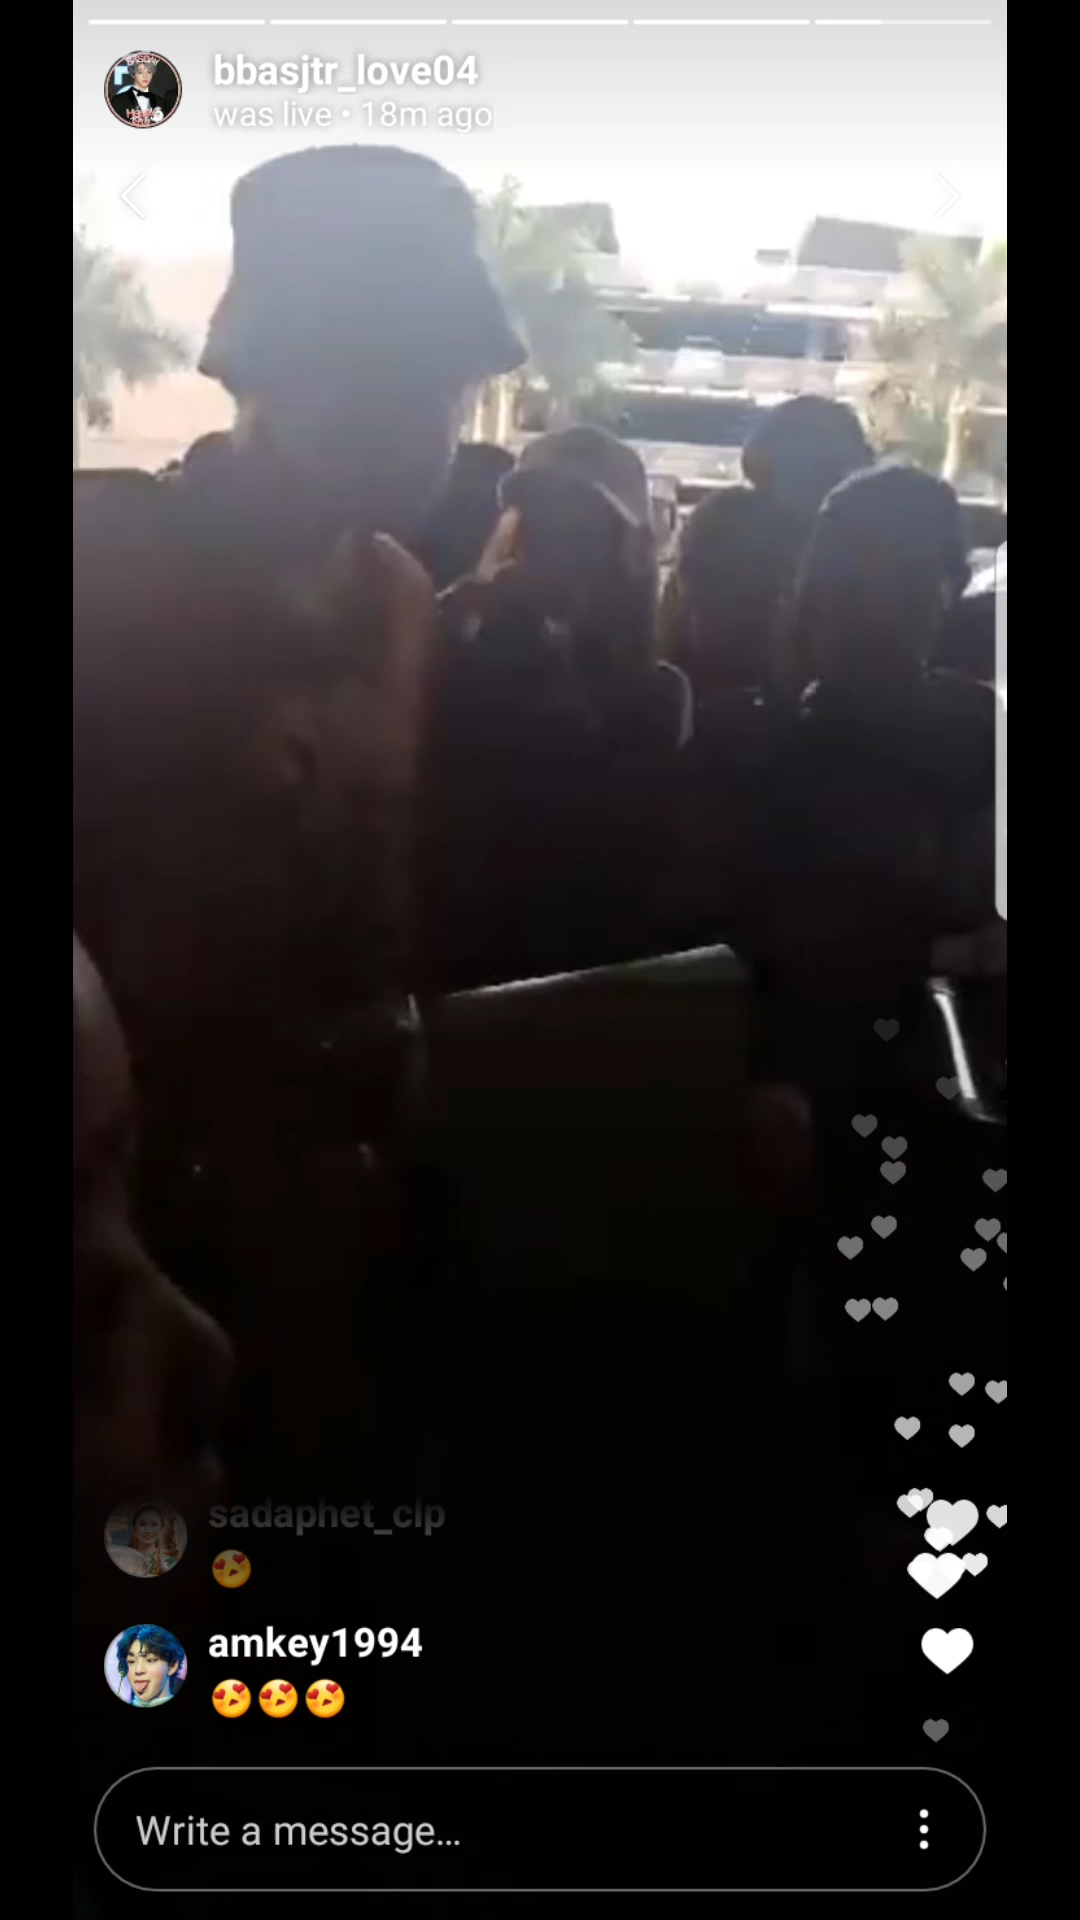 bbasjtr_love04
was live • 18m ago
sadaphet_clp
😍
amkey1994
😍😍😍
Write a message...